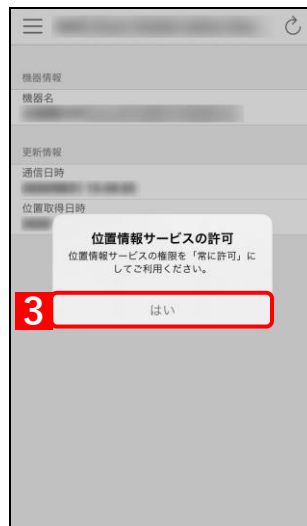 機器情報
機器名
更新情報
通信日時
位置取得日時
位置情報サービスの許可
位置情報サービスの権限を「常に許可」に
してご利用ください。
3
はい